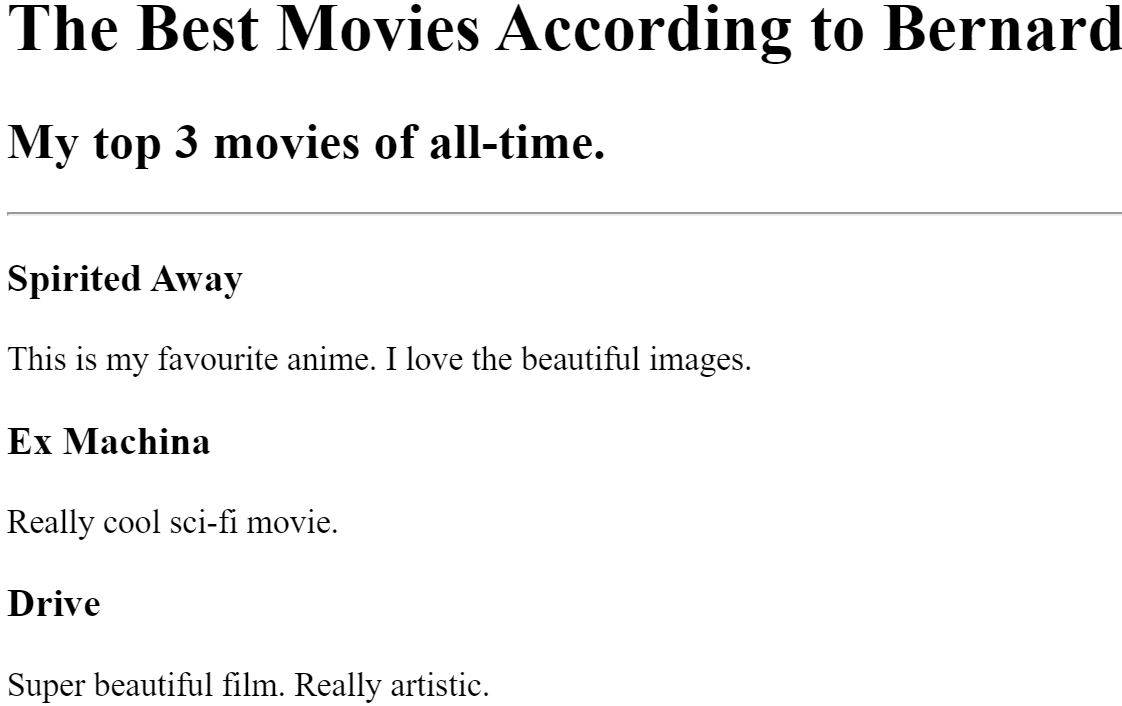 The Best Movies According to Bernard
My top 3 movies of all-time.
Spirited Away
This is my favourite anime. I love the beautiful images.
Ex Machina
Really cool sci-fi movie.
Drive
Super beautiful film. Really artistic.